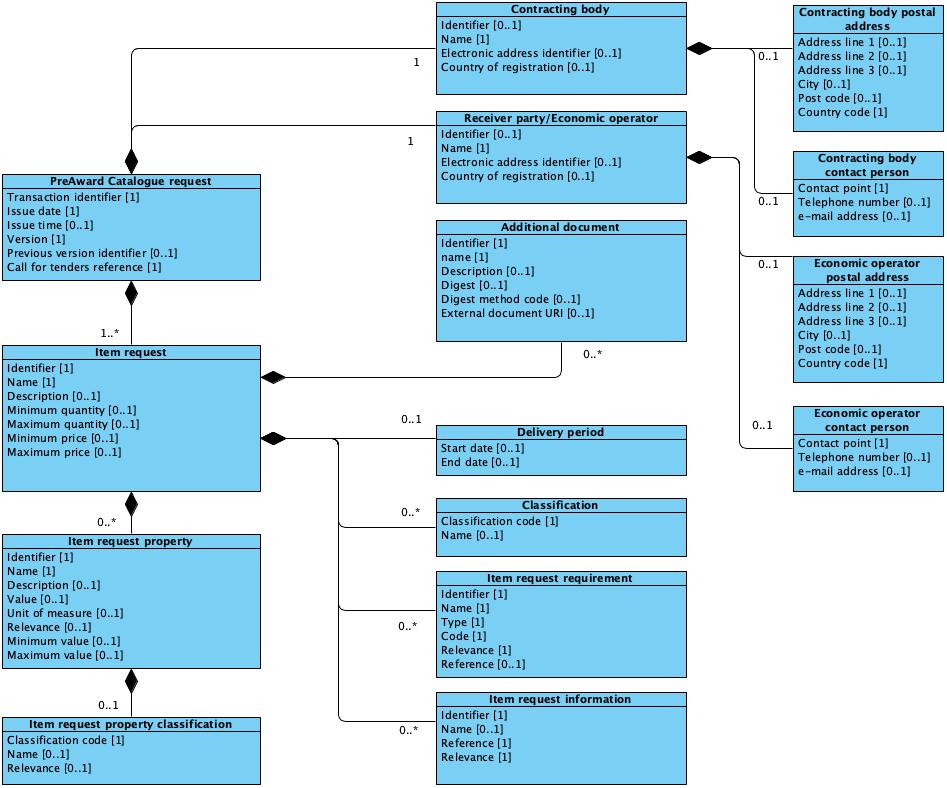 Contracting body
Identifier [0..1]
Name [1]
Electronic address identifier [0..1]
Country of registration [0..1]
1
Contracting body postal
address
Address line 1 [0..1]
Address line 2 [0..1]
Address line 3 [0..1]
City [0..1]
Post code [0..1]
Country code [1]
0..1
Receiver party/Economic operator
Identifier [0..1]
Name [1]
Electronic address identifier [0..1]
Country of registration [0..1]
1
Contracting body
contact person
Contact point [1]
Telephone number [0..1]
e-mail address [0..1]
0..1
PreAward Catalogue request
Transaction identifier [1]
Issue date [1]
Issue time [0..1]
Version [1]
Previous version identifier [0..1]
Call for tenders reference [1]
1..*
Additional document
Identifier [1]
name [1]
Description [0..1]
Digest [0..1]
Digest method code [0..1]
External document URI [0..1]
0..*
Economic operator
postal address
Address line 1 [0..1]
Address line 2 [0..1]
Address line 3 [0..1]
City [0..1]
Post code [0..1]
Country code [1]
0..1
Item request
Identifier [1]
Name [1]
Description [0..1]
Minimum quantity [0..1]
Maximum quantity [0..1]
Minimum price [0..1]
Maximum price [0..1]
0..*
0..1
Delivery period
Start date [0..1]
End date [0..1]
Economic operator
contact person
Contact point [1]
Telephone number [0..1]
e-mail address [0..1]
0..1
0..*
Classification
Classification code [1]
Name [0..1]
Item request property
Identifier [1]
Name [1]
Description [0..1]
Value [0..1]
Unit of measure [0..1]
Relevance [0..1]
Minimum value [0..1]
Maximum value [0..1]
0..1
Item request requirement
Identifier [1]
Name [1]
Type [1]
Code [1]
Relevance [1]
Reference [0..1]
0..*
Item request information
Identifier [1]
Name [0..1]
Reference [1]
Relevance [1]
0..*
Item request property classification
Classification code [1]
Name [0..1]
Relevance [0..1]